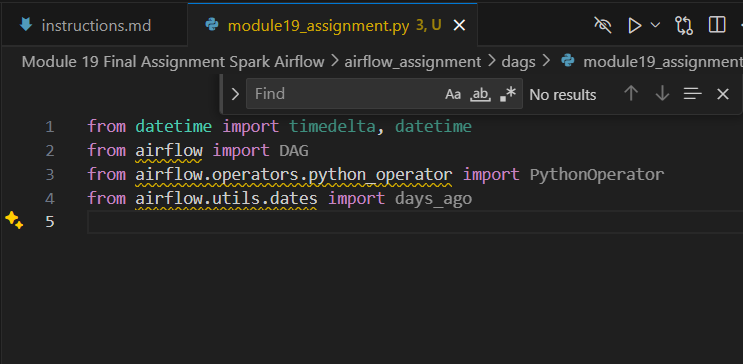 instructions.md
module19_assignment.py 3, U
Module 19 Final Assignment Spark Airflow > airflow_assignment > dags > module19_assignment
Find Aa ab No results
1 from datetime import timedelta, datetime
2 from airflow import DAG
3 from airflow.operators.python_operator import PythonOperator
4 from airflow.utils.dates import days_ago
5